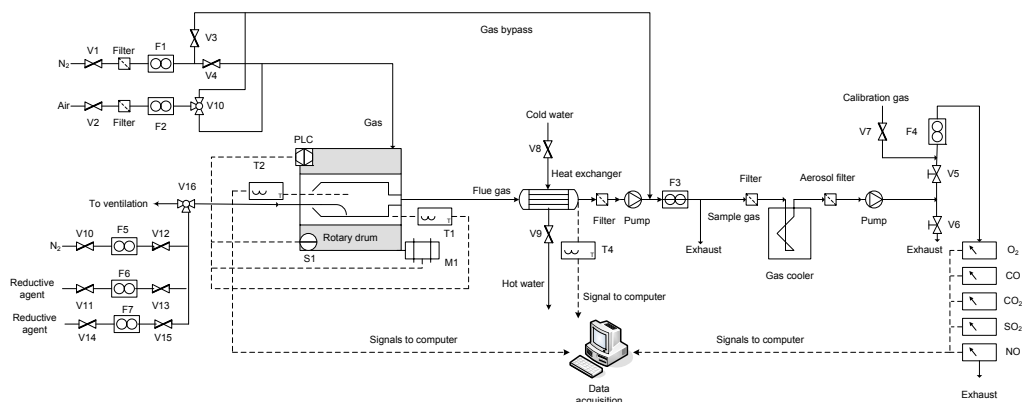 V3
Gas bypass
V1
Filter
F1
N₂
V4
Air
V10
V2
Filter
F2
Gas
Calibration gas
V7
F4
Cold water
V8
PLC
T2
Heat exchanger
V5
V16
To ventilation
Flue gas
F3
Filter
Aerosol filter
Filter
Pump
Sample gas
Pump
T
T
T1
Rotary drum
S1
M1
V9
T4
T
Exhaust
Gas cooler
V6
Exhaust
V10
F5
V12
N₂
O₂
Reductive
agent
F6
V11
V13
Hot water
CO
Reductive
agent
F7
V14
V15
Signal to computer
CO₂
SO₂
Signals to computer
Signals to computer
NO
Data
acquisition
Exhaust